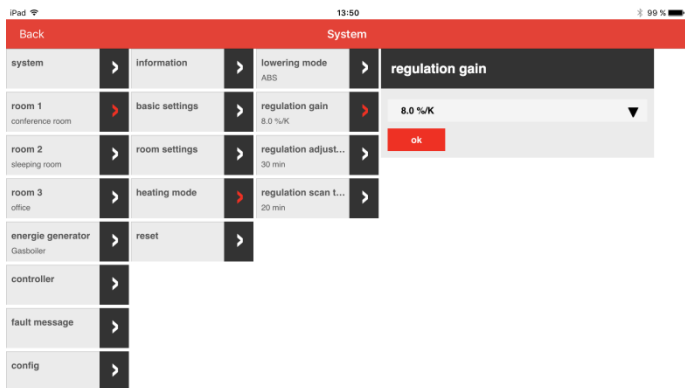 iPad 13:50 99 %
Back System
system
room 1
conference room
room 2
sleeping room
room 3
office
energie generator
Gasboiler
controller
fault message
config
information
basic settings
room settings
heating mode
reset
lowering mode
ABS
regulation gain
8.0 %/K
regulation adjust...
30 min
regulation scan t...
20 min
regulation gain
8.0 %/K
ok